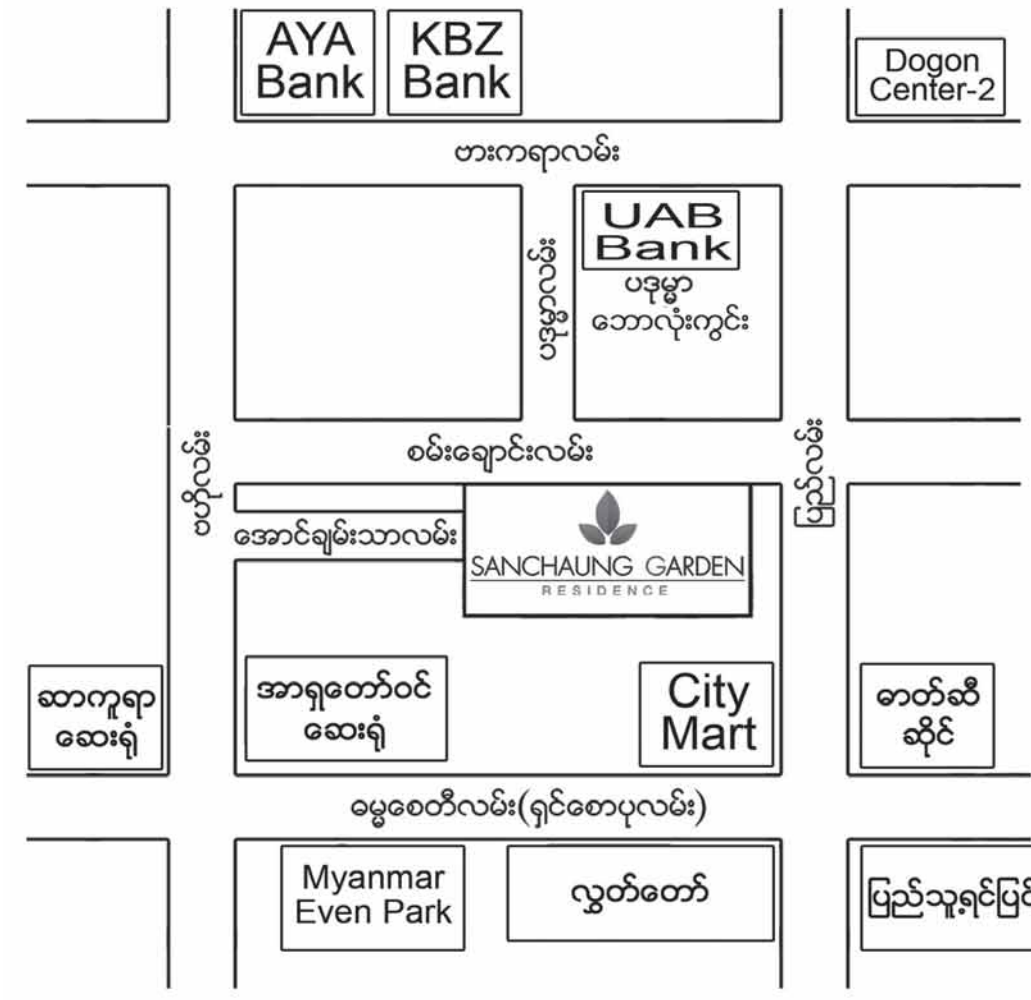 AYA
Bank
KBZ
Bank
Dogon
Center-2
ဗားကရာလမ်း
UAB
Bank
ပဒုမ္မာ
ဘောလုံးကွင်း
ပဒုမ္မာလမ်း
စမ်းချောင်းလမ်း
ဗဟိုလမ်း
ပြည်လမ်း
အောင်ချမ်းသာလမ်း
SANCHAUNG GARDEN
RESIDENCE
ဆာကူရာ
ဆေးရုံ
အာရှတော်ဝင်
ဆေးရုံ
City
Mart
ဓာတ်ဆီ
ဆိုင်
ဓမ္မစေတီလမ်း(ရှင်စောပုလမ်း)
Myanmar
Even Park
လွှတ်တော်
ပြည်သူ့ရင်ပြင်